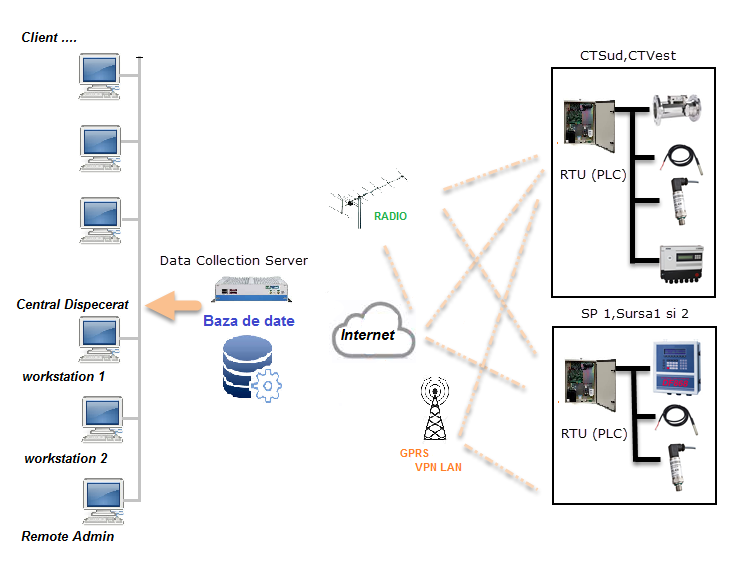 Client ....
CTSud,CTVest
RTU (PLC)
RADIO
Data Collection Server
Central Dispecerat
Baza de date
Internet
SP 1,Sursa1 si 2
workstation 1
RTU (PLC)
GPRS
VPN LAN
workstation 2
Remote Admin